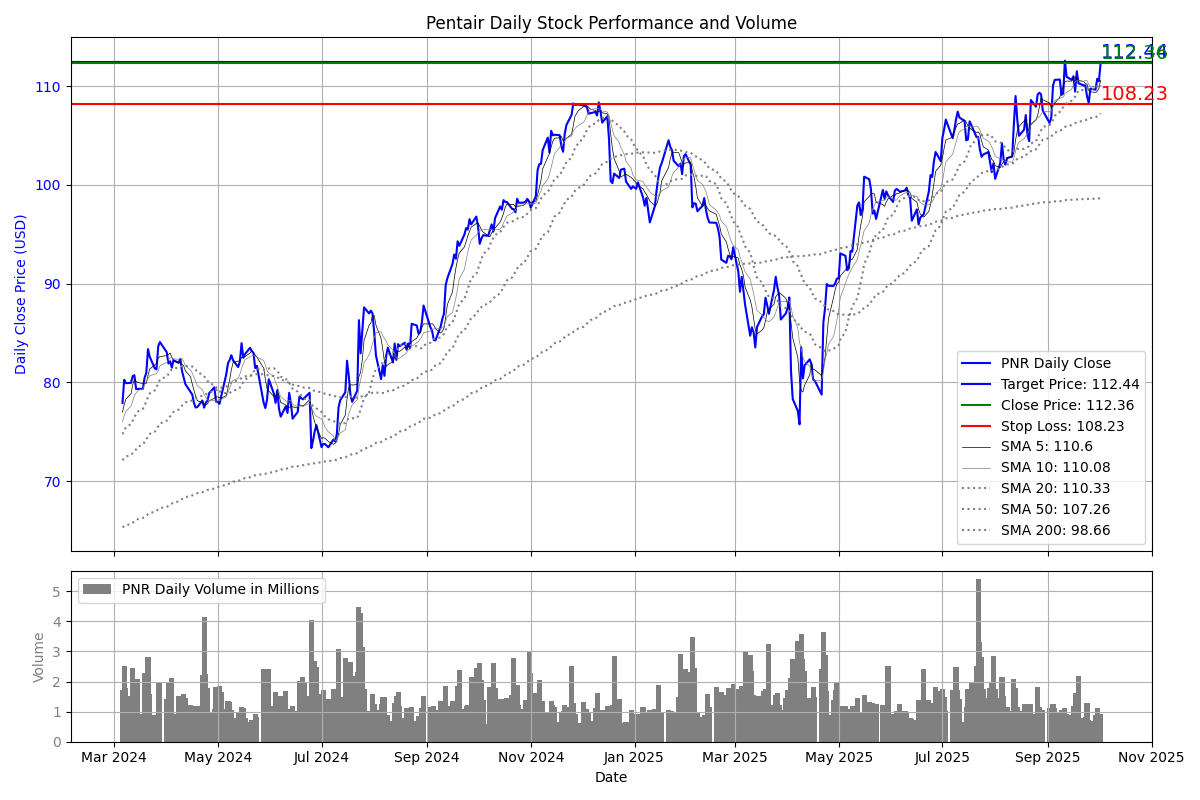 Pentair Daily Stock Performance and Volume
112.44
112.36
108.23
110
100
90
80
70
Daily Close Price (USD)
PNR Daily Close
Target Price: 112.44
Close Price: 112.36
Stop Loss: 108.23
SMA 5: 110.6
SMA 10: 110.08
SMA 20: 110.33
SMA 50: 107.26
SMA 200: 98.66
PNR Daily Volume in Millions
5
4
3
2
1
0
Volume
Mar 2024 May 2024 Jul 2024 Sep 2024 Nov 2024 Jan 2025 Mar 2025 May 2025 Jul 2025 Sep 2025 Nov 2025
Date